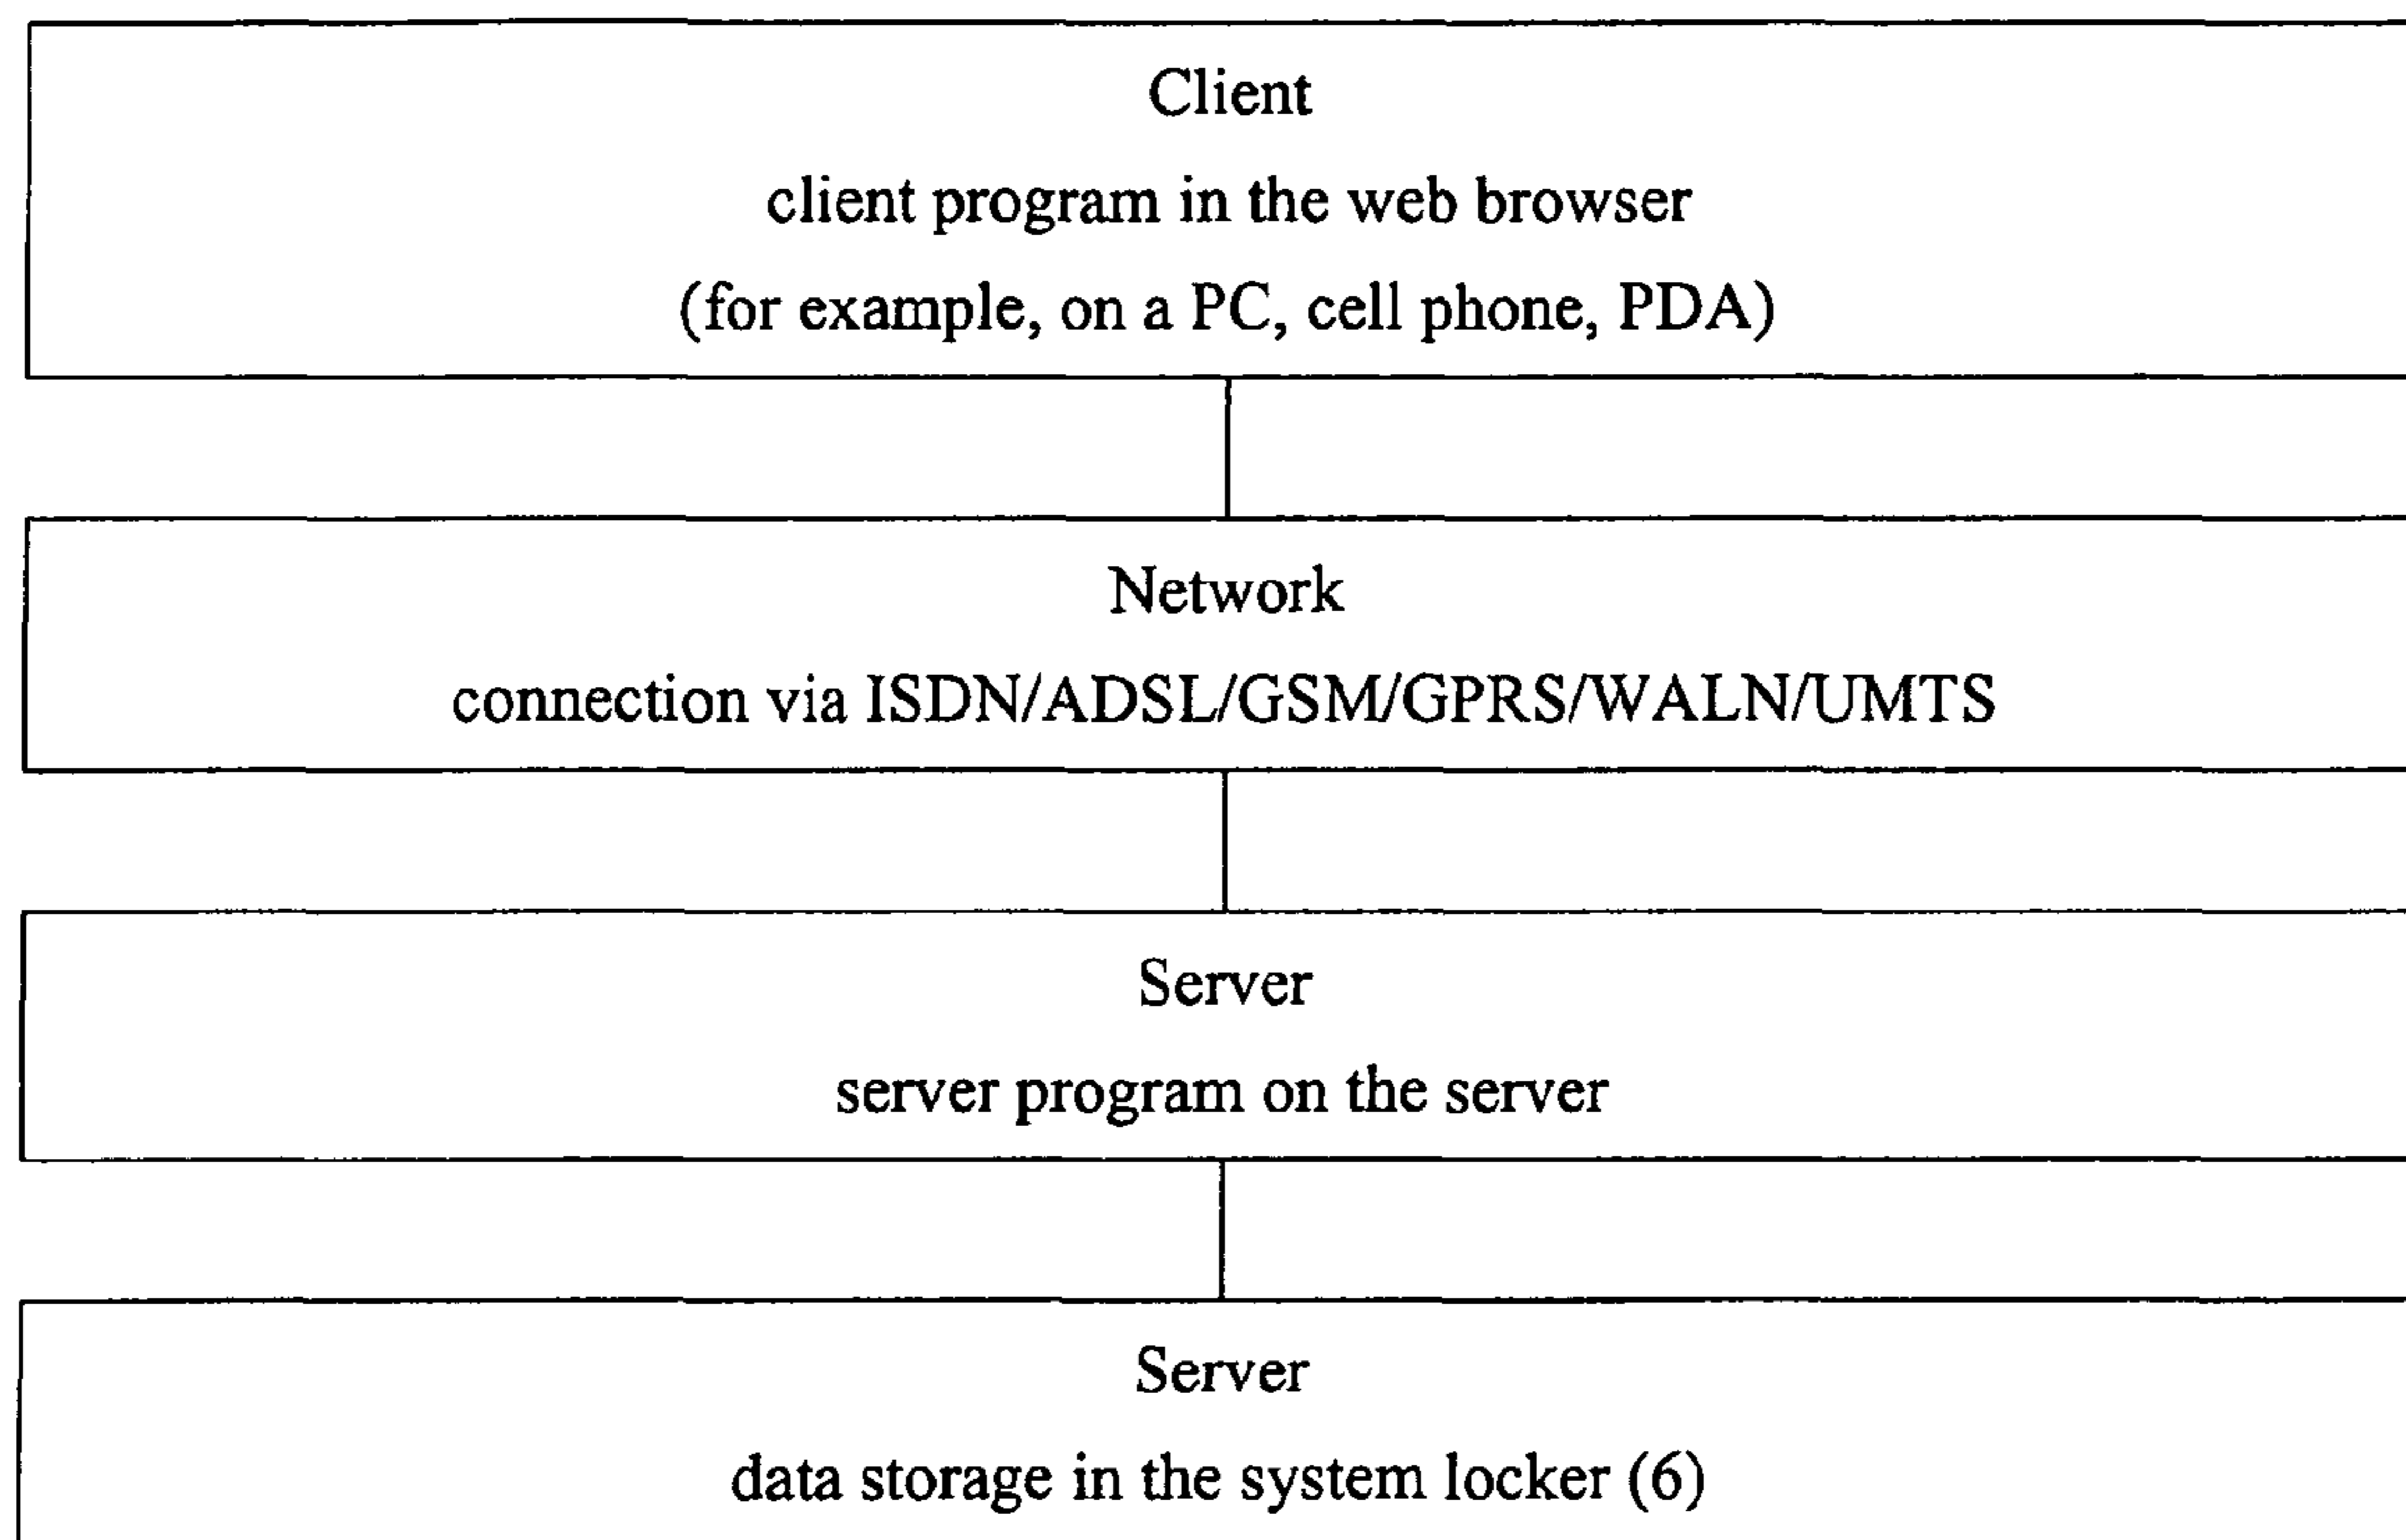 Client
client program in the web browser
(for example, on a PC, cell phone, PDA)
Network
connection via ISDN/ADSL/GSM/GPRS/WALN/UMTS
Server
server program on the server
Server
data storage in the system locker (6)